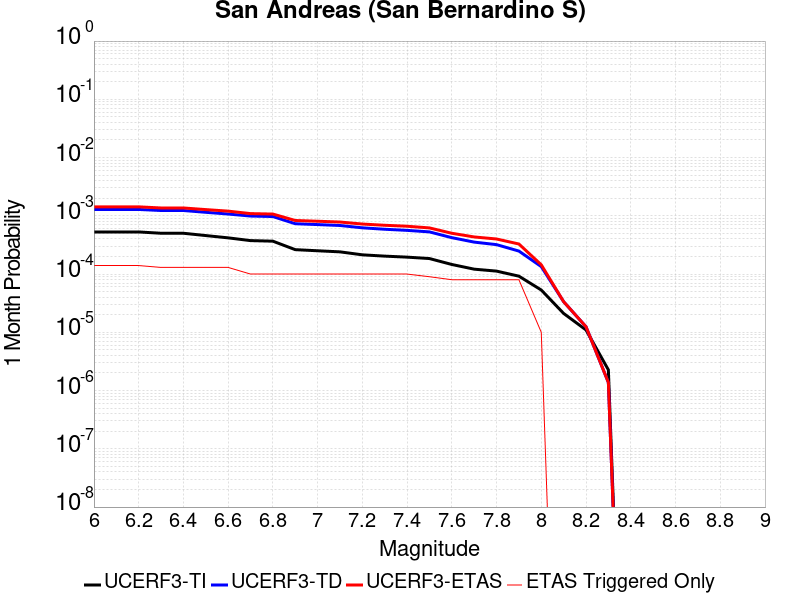 San Andreas (San Bernardino S)
10^0
10^-1
10^-2
10^-3
10^-4
10^-5
10^-6
10^-7
10^-8
1 Month Probability
6 6.2 6.4 6.6 6.8 7 7.2 7.4 7.6 7.8 8 8.2 8.4 8.6 8.8 9
Magnitude
UCERF3-TI UCERF3-TD UCERF3-ETAS ETAS Triggered Only